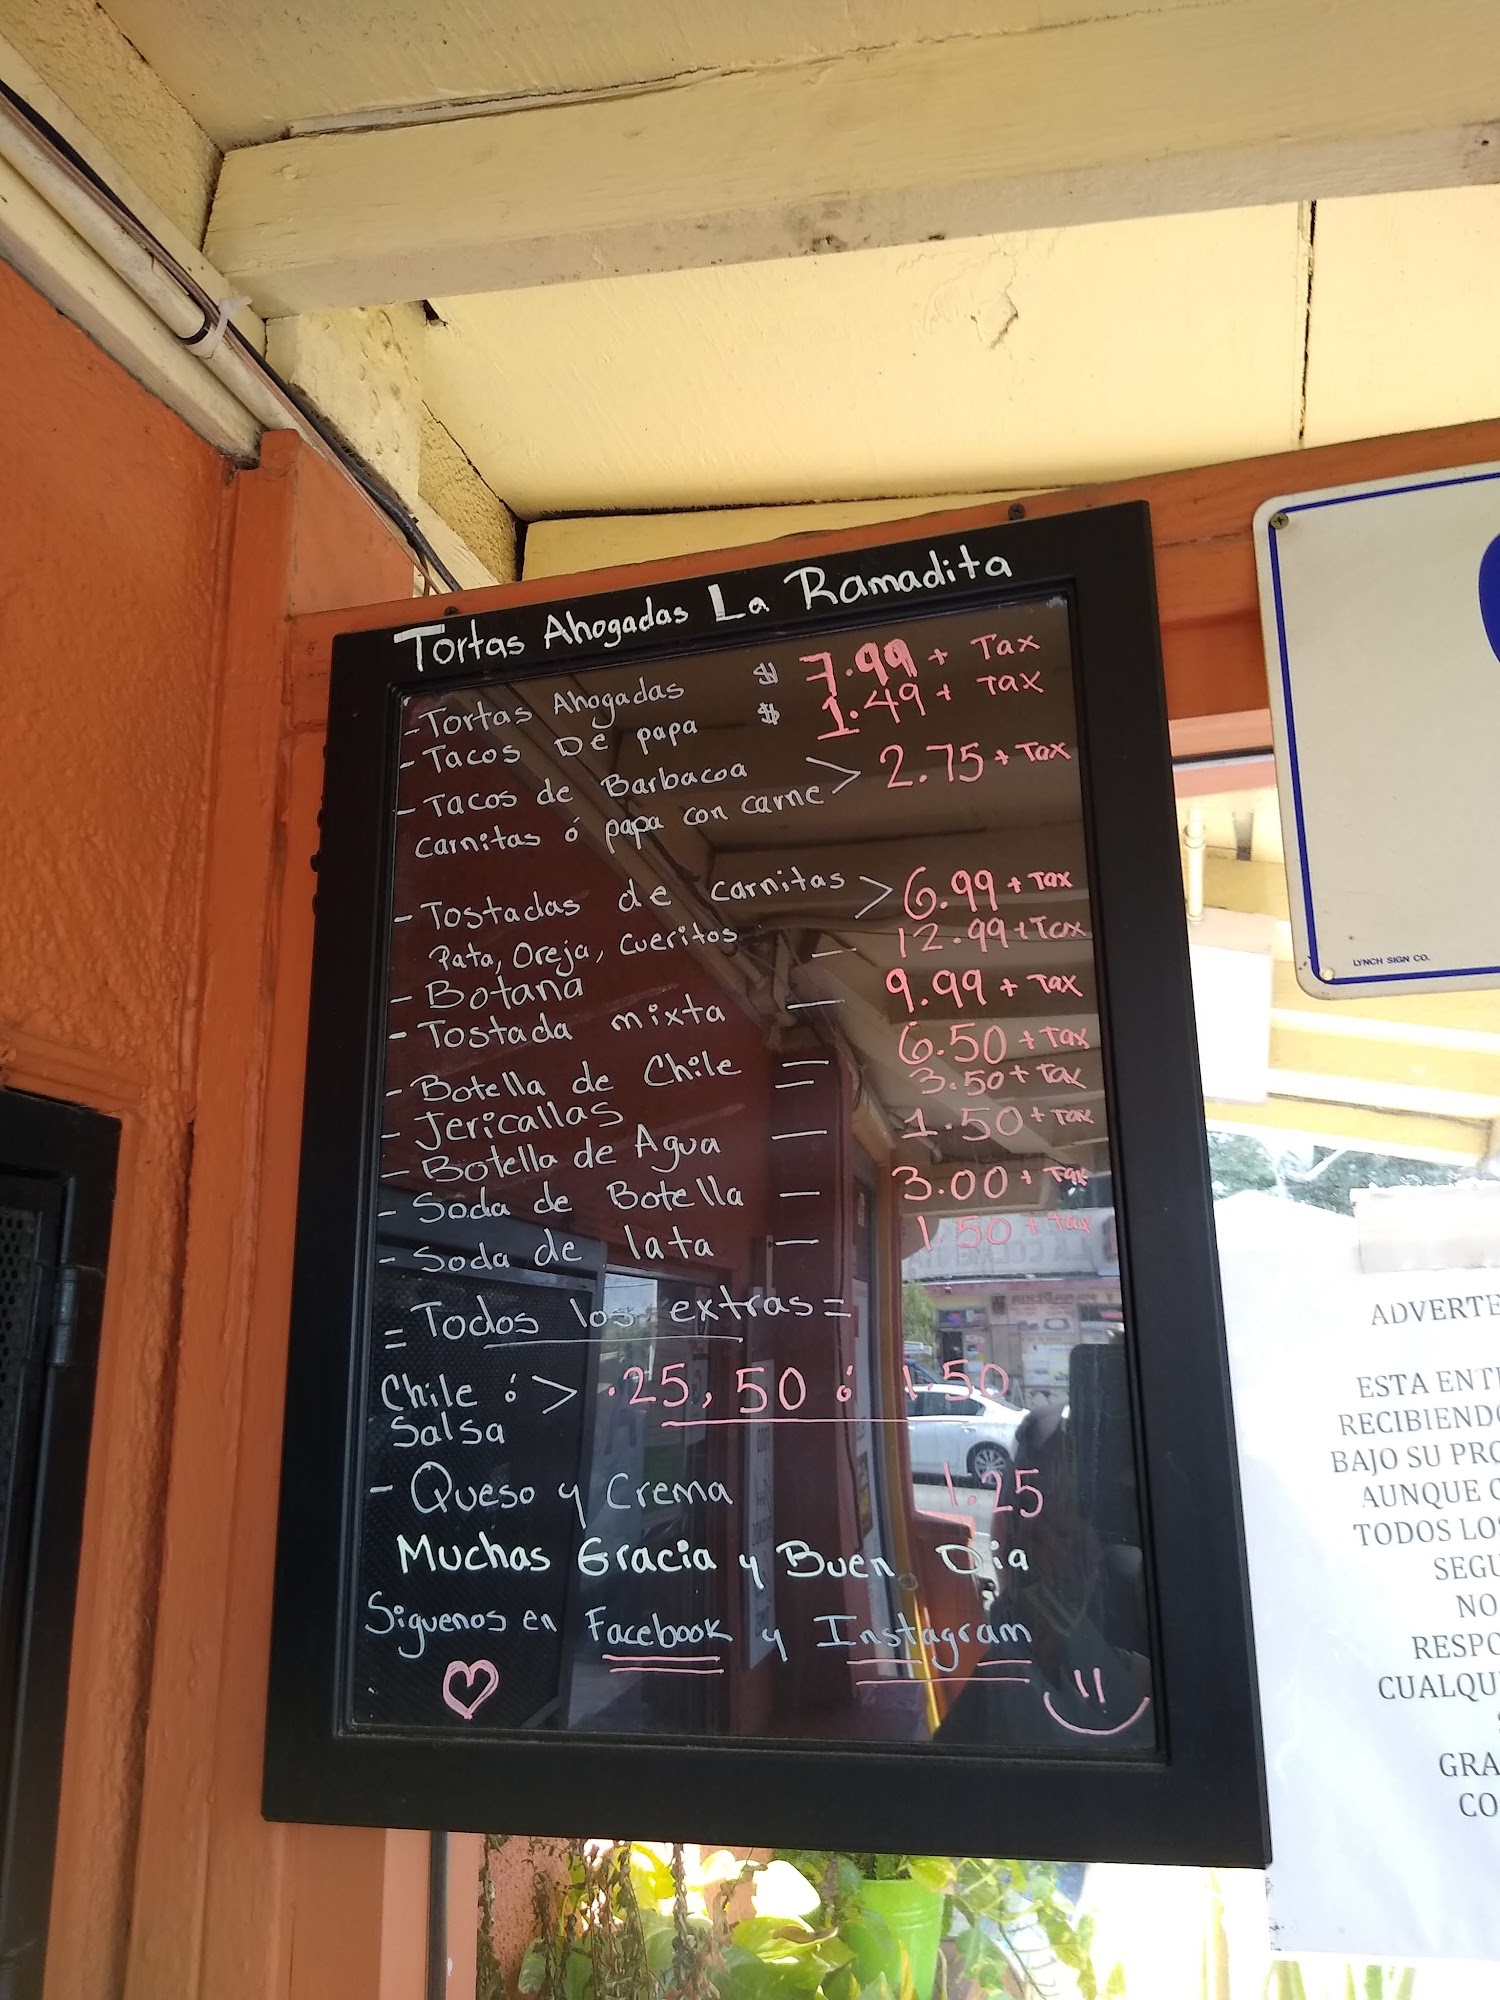 Tortas Ahogadas La Ramadita
- Tortas Ahogadas $ 7.99 + Tax
- Tacos De papa $ 1.49 + Tax
- Tacos de Barbacoa > 2.75 + Tax
Carnitas ó papa con carne
- Tostadas de carnitas > 6.99 + Tax
Pata, Oreja, Cueritos
- Botana — 12.99 + Tax
- Tostada mixta — 9.99 + Tax
- Botella de Chile = 6.50 + Tax
- Jericallas 3.50 + Tax
- Botella de Agua — 1.50 + Tax
- Soda de Botella — 3.00 + Tax
- Soda de lata — 1.50 + Tax
= Todos los extras =
Chile ó > .25, 50 ó 1.50
Salsa
- Queso y Crema 1.25
Muchas Gracia y Buen Dia
Siguenos en Facebook y Instagram
LYNCH SIGN CO.
ADVERTE
ESTA ENTI
RECIBIENDO
BAJO SU PRO
AUNQUE
TODOS LOS
SEGU
NO
RESPO
CUALQU
GRA
CO